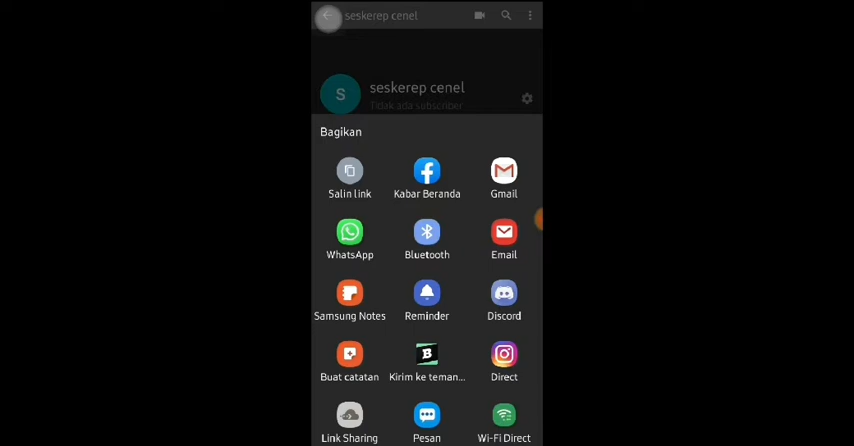 seskerep cenel
S
seskerep cenel
Tidak ada subscriber
Bagikan
Salin link
Kabar Beranda
Gmail
WhatsApp
Bluetooth
Email
Samsung Notes
Reminder
Discord
Buat catatan
B
Kirim ke teman...
Direct
Link Sharing
Pesan
Wi-Fi Direct